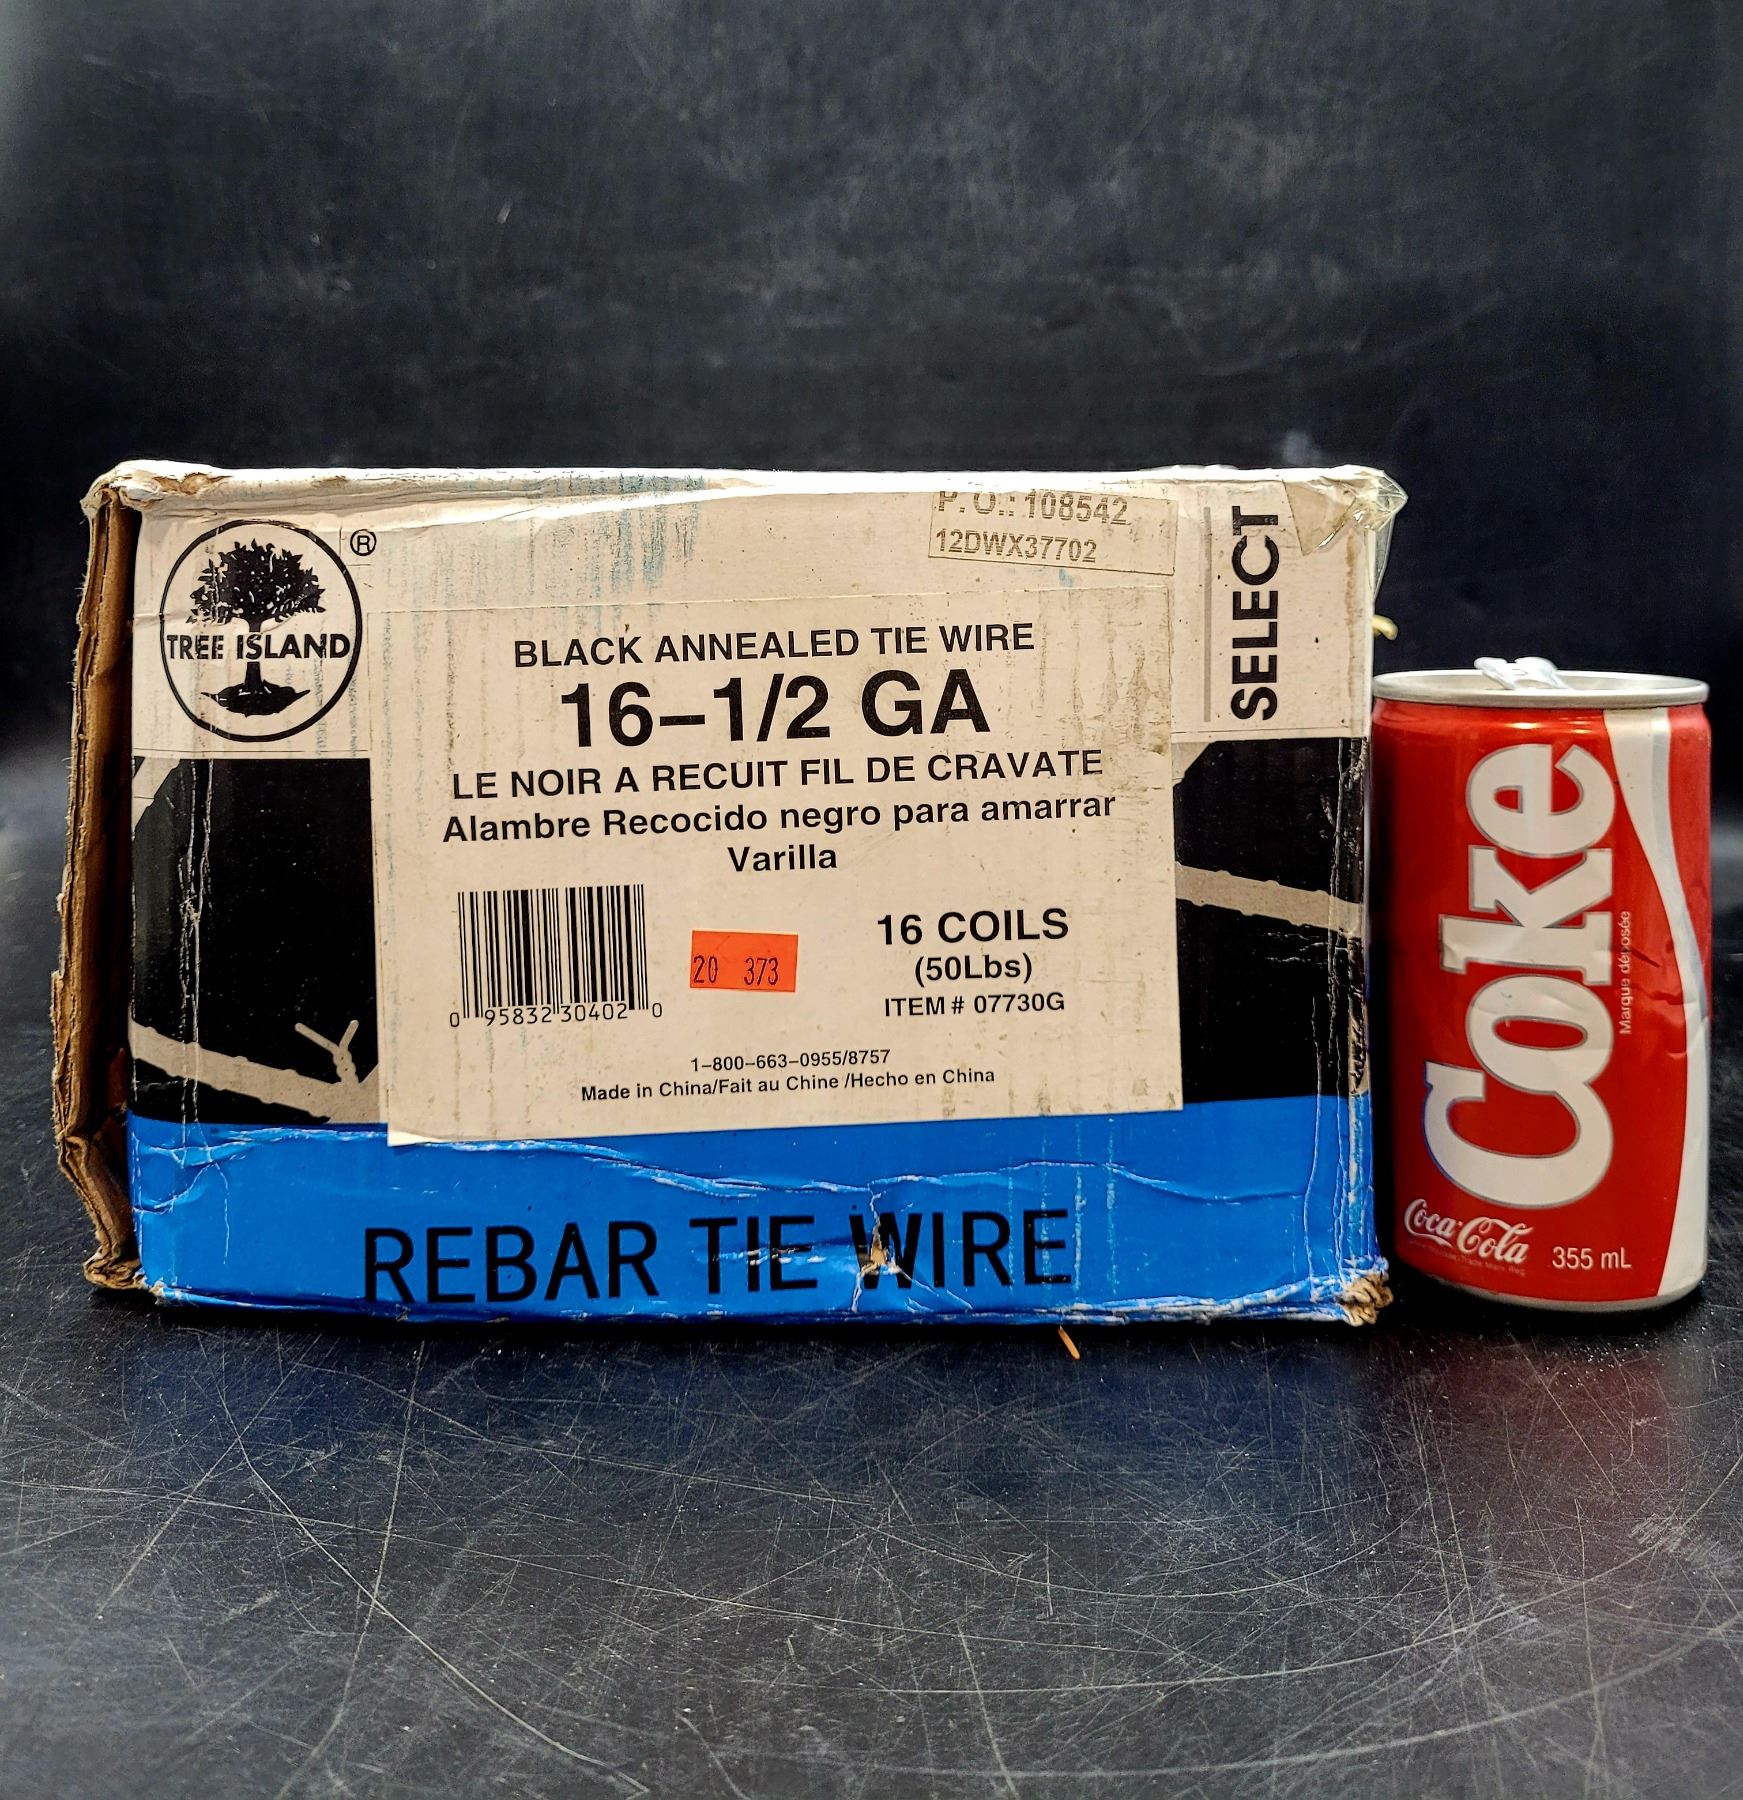 TREE ISLAND
®
P. O.: 108542
12DWX37702
SELECT
BLACK ANNEALED TIE WIRE
16-1/2 GA
LE NOIR A RECUIT FIL DE CRAVATE
Alambre Recocido negro para amarrar
Varilla
16 COILS
(50Lbs)
ITEM # 07730G
20 373
0 95832 30402 0
1-800-663-0955/8757
Made in China/Fait au Chine /Hecho en China
REBAR TIE WIRE
Coke
Marque déposée
Coca-Cola
355 mL